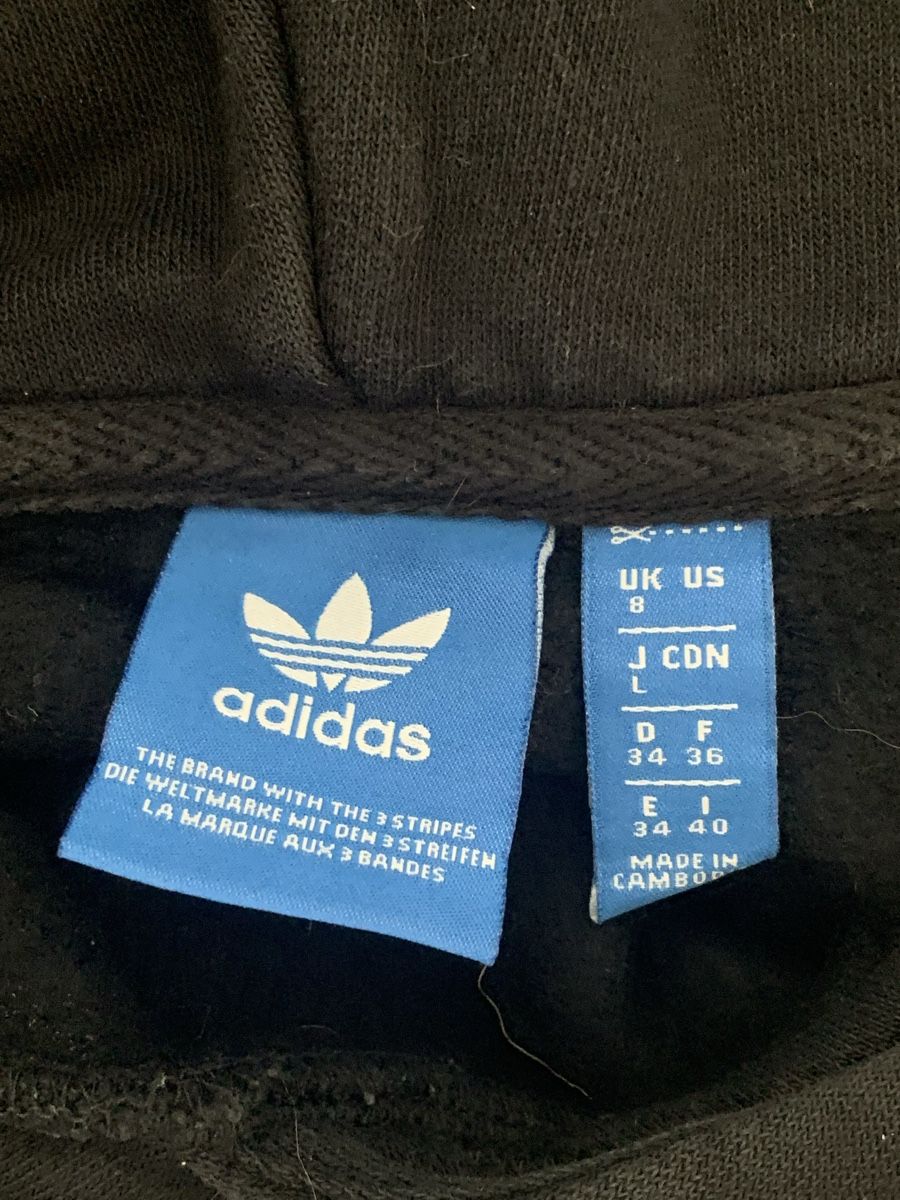 adidas
THE BRAND WITH THE 3 STRIPES
DIE WELTMARKE MIT DEN 3 STREIFEN
LA MARQUE AUX 3 BANDES
UK US
8
J CDN
L
D F
34 36
E I
34 40
MADE IN